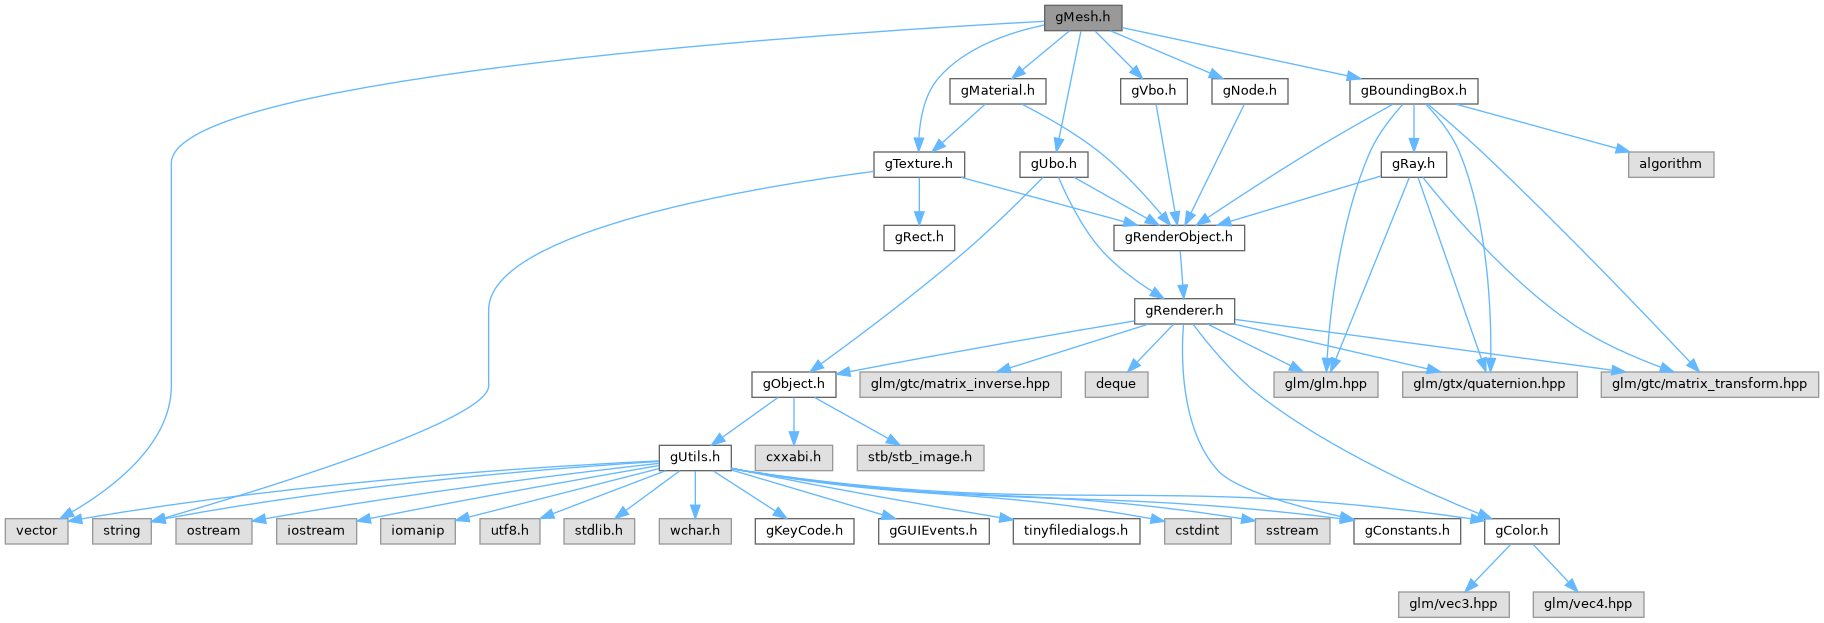 gMesh.h
gMaterial.h
gVbo.h
gNode.h
gBoundingBox.h
gTexture.h
gUbo.h
gRay.h
algorithm
gRect.h
gRenderObject.h
gRenderer.h
gObject.h
glm/gtc/matrix_inverse.hpp
deque
glm/glm.hpp
glm/gtx/quaternion.hpp
glm/gtc/matrix_transform.hpp
gUtils.h
cxxabi.h
stb/stb_image.h
vector
string
ostream
iostream
iomanip
utf8.h
stdlib.h
wchar.h
gKeyCode.h
gGUIEvents.h
tinyfiledialogs.h
cstdint
sstream
gConstants.h
gColor.h
glm/vec3.hpp
glm/vec4.hpp